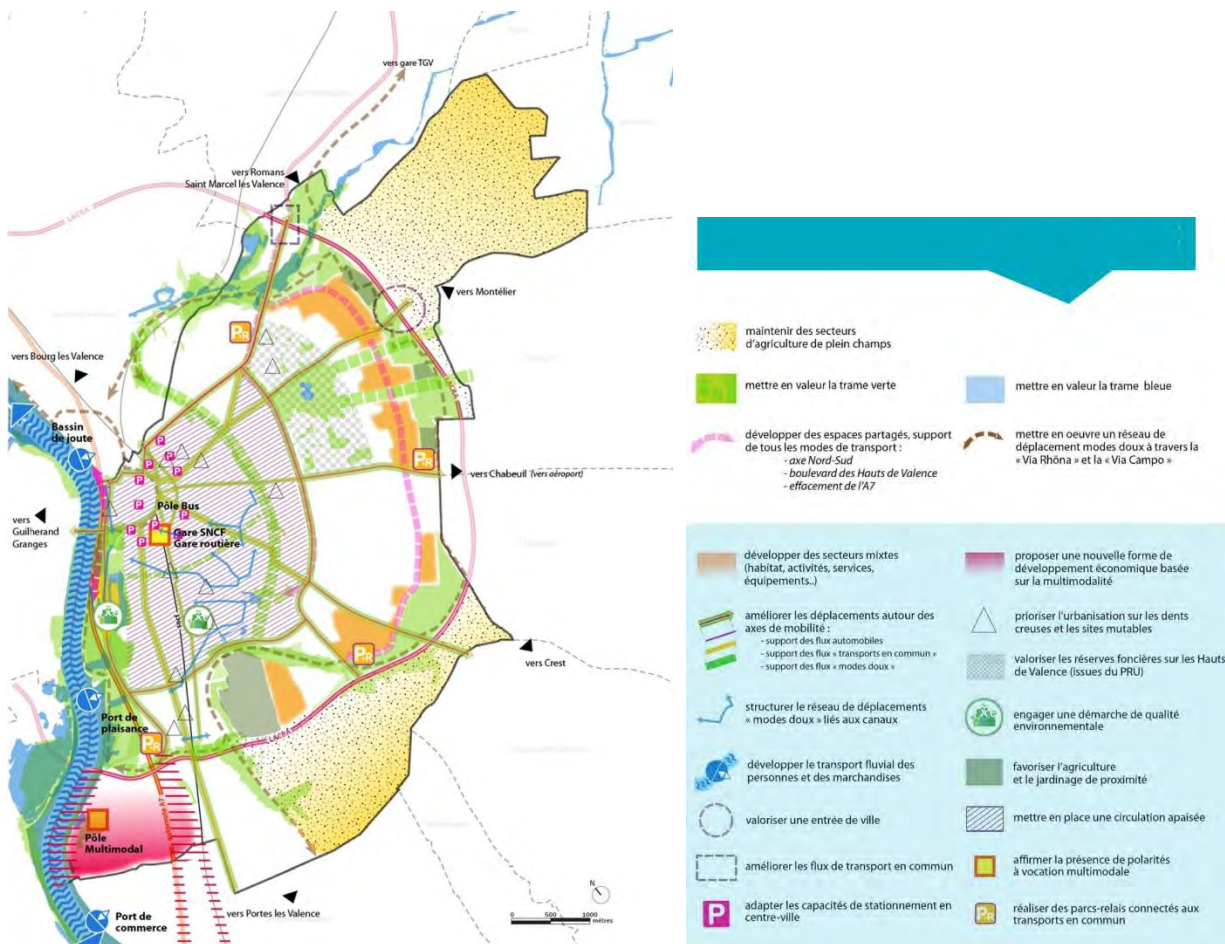 vers gare TGV
vers Romans
Saint Marcel les Valence
LACRA
vers Montélier
PR
vers Bourg les Valence
Bassin
de joute
P
P
P
P
P
PR
vers Chabeuil (vers aéroport)
Pôle Bus
P
P
P
P
P
vers
Guilherand
Granges
Gare SNCF
Gare routière
PR
vers Crest
Port de
plaisance
PR
LACRA
Pôle
Multimodal
N
vers Portes les Valence
0 500 1000
mètres
Port de
commerce
maintenir des secteurs
d'agriculture de plein champs
mettre en valeur la trame verte
mettre en valeur la trame bleue
développer des espaces partagés, support
de tous les modes de transport :
- axe Nord-Sud
- boulevard des Hauts de Valence
- effacement de l'A7
mettre en oeuvre un réseau de
déplacement modes doux à travers la
« Via Rhôna » et la « Via Campo »
développer des secteurs mixtes
(habitat, activités, services,
équipements..)
proposer une nouvelle forme de
développement économique basée
sur la multimodalité
améliorer les déplacements autour des
axes de mobilité :
- support des flux automobiles
- support des flux « transports en commun »
- support des flux « modes doux »
prioriser l'urbanisation sur les dents
creuses et les sites mutables
valoriser les réserves foncières sur les Hauts
de Valence (issues du PRU)
structurer le réseau de déplacements
« modes doux » liés aux canaux
engager une démarche de qualité
environnementale
développer le transport fluvial des
personnes et des marchandises
favoriser l'agriculture
et le jardinage de proximité
valoriser une entrée de ville
mettre en place une circulation apaisée
améliorer les flux de transport en commun
affirmer la présence de polarités
à vocation multimodale
P
adapter les capacités de stationnement en
centre-ville
PR
réaliser des parcs-relais connectés aux
transports en commun